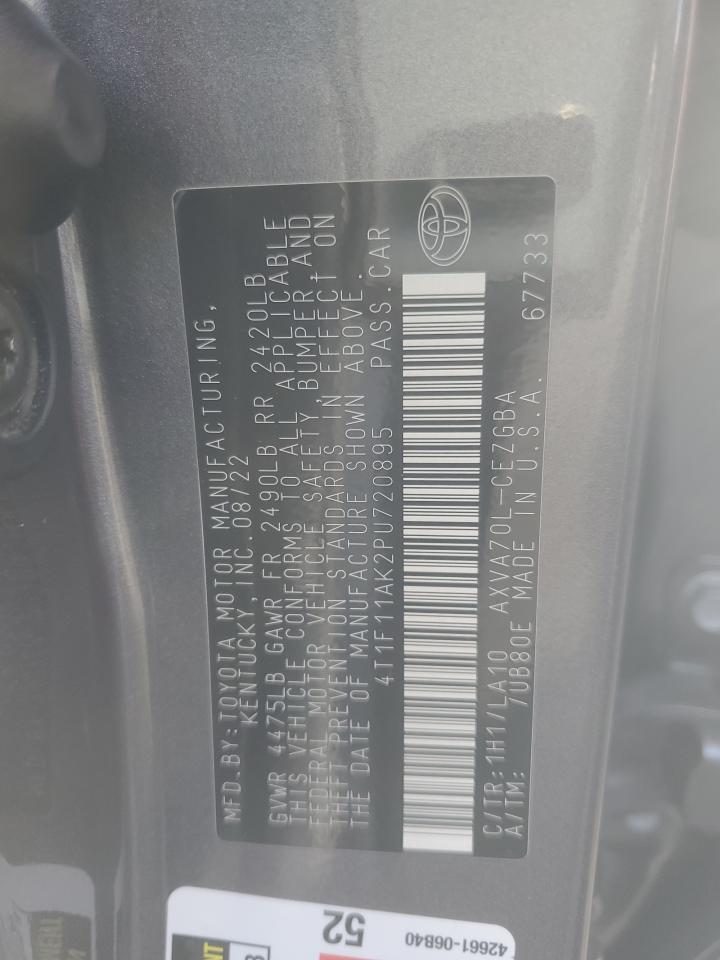 MFD.BY:TOYOTA MOTOR MANUFACTURING,
KENTUCKY,INC.08/22
GVWR 4475LB GAWR FR 2490LB RR 2420LB
THIS VEHICLE CONFORMS TO ALL APPLICABLE
FEDERAL MOTOR VEHICLE SAFETY,BUMPER,AND
THEFT PREVENTION STANDARDS IN EFFECT ON
THE DATE OF MANUFACTURE SHOWN ABOVE.
4T1F11AK2PU720895 PASS.CAR
C/TR:1H1/LA10 AXVA70L-CEZGBA
A/TM: /UB80E MADE IN U.S.A. 67733
52
42661-06B40